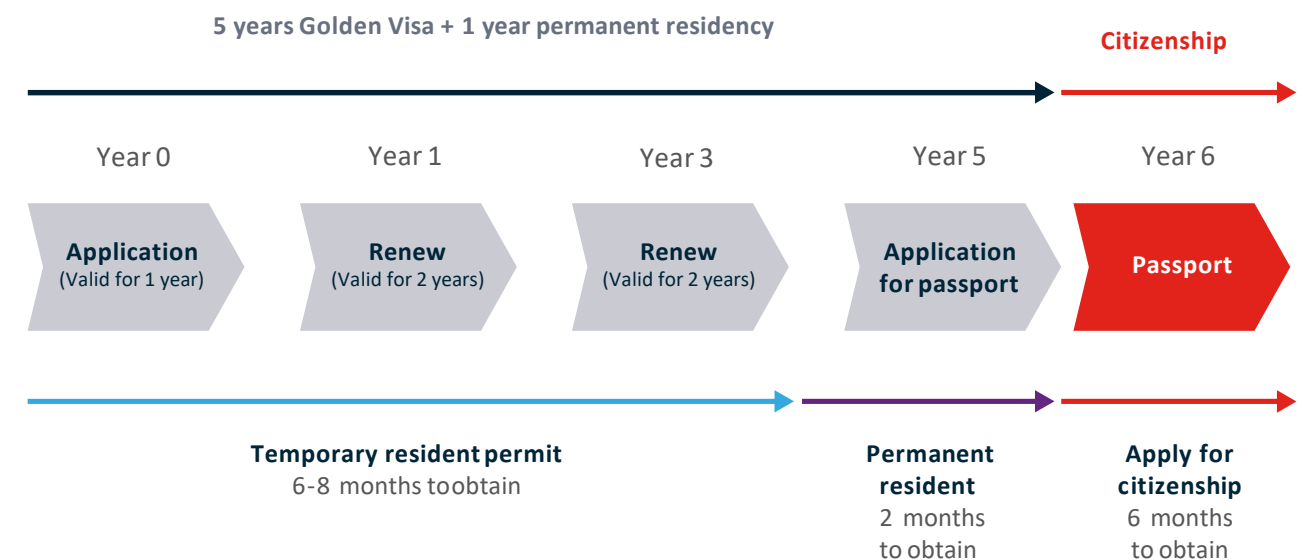 5 years Golden Visa + 1 year permanent residency
Citizenship
Year 0
Year 1
Year 3
Year 5
Year 6
Application
(Valid for 1 year)
Renew
(Valid for 2 years)
Renew
(Valid for 2 years)
Application
for passport
Passport
Temporary resident permit
6-8 months toobtain
Permanent
resident
2 months
to obtain
Apply for
citizenship
6 months
to obtain